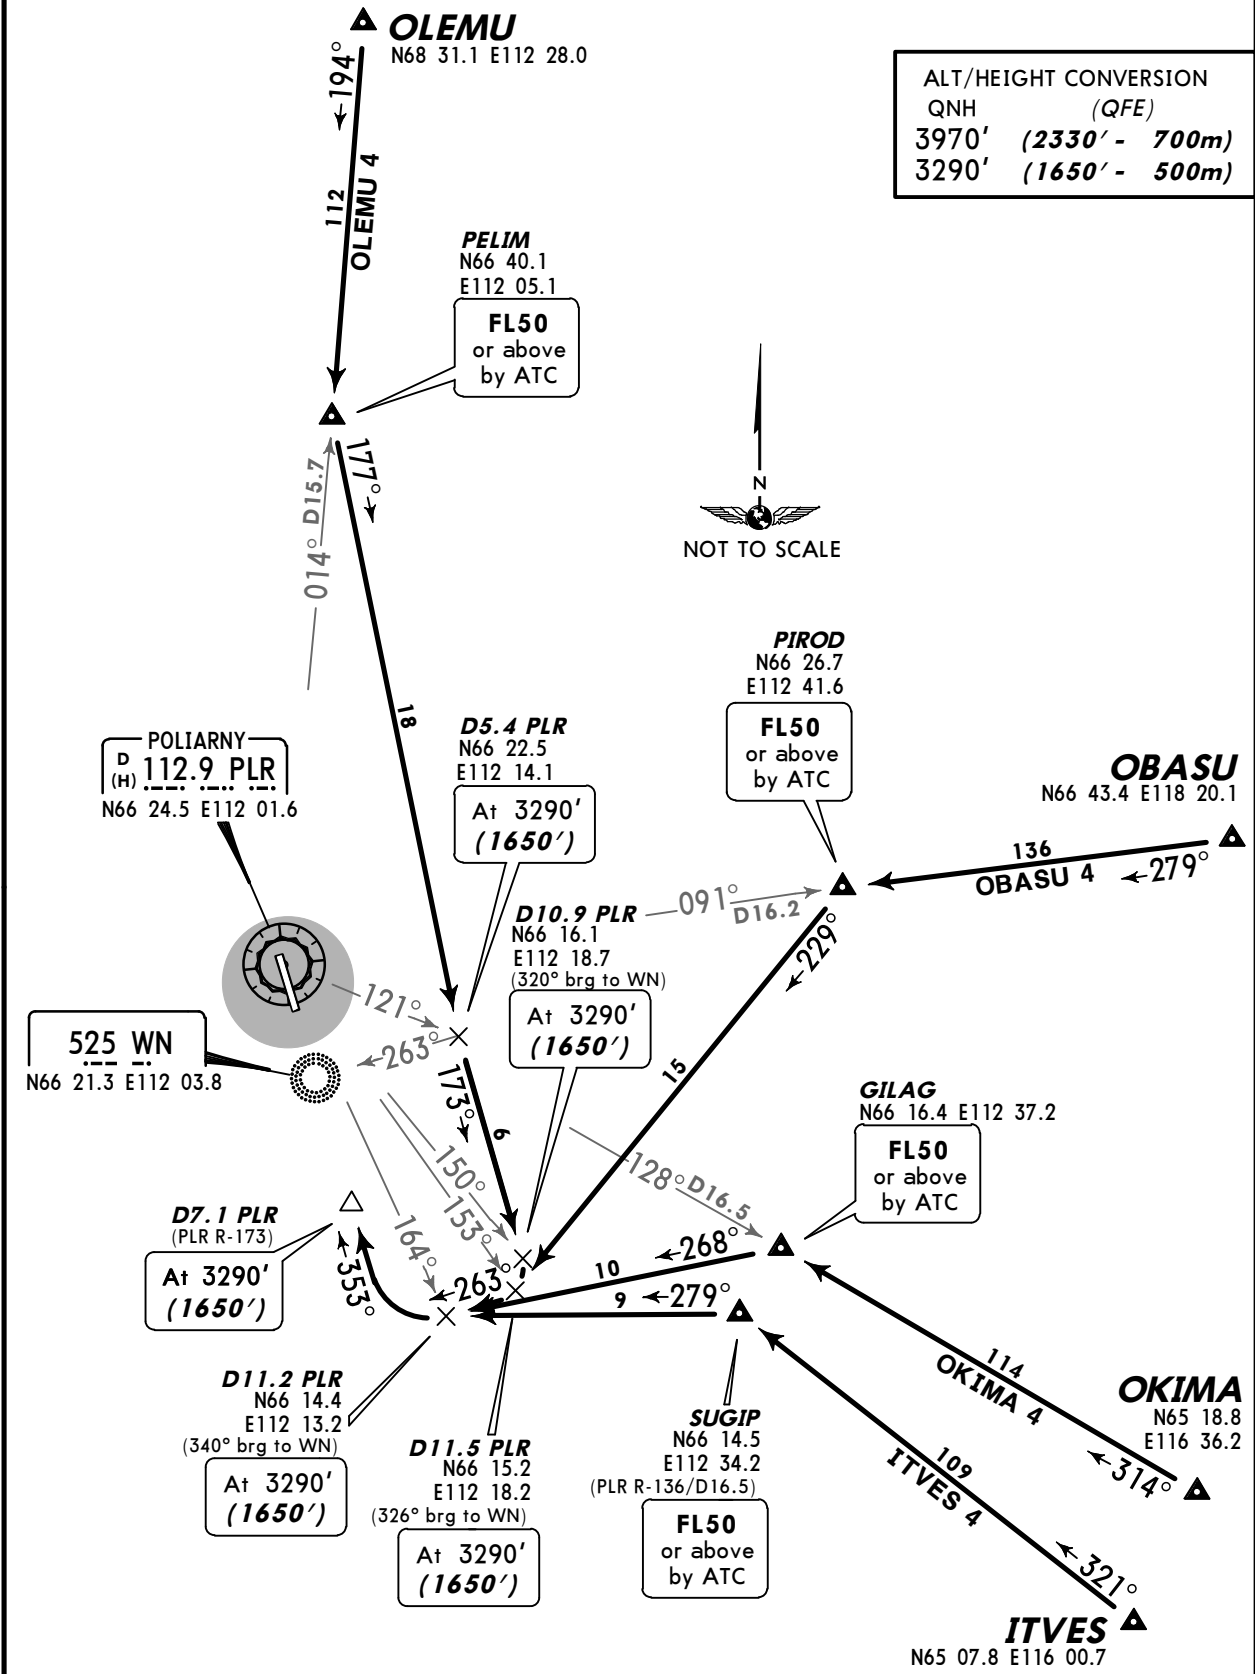 OLEMU
N68 31.1 E112 28.0
194°
112
OLEMU 4
ALT/HEIGHT CONVERSION
QNH (QFE)
3970' (2330' - 700m)
3290' (1650' - 500m)
PELIM
N66 40.1
E112 05.1
FL50
or above
by ATC
177°
014° D15.7
N
NOT TO SCALE
18
PIROD
N66 26.7
E112 41.6
FL50
or above
by ATC
POLIARNY
D
(H) 112.9 PLR
N66 24.5 E112 01.6
D5.4 PLR
N66 22.5
E112 14.1
At 3290'
(1650')
OBASU
N66 43.4 E118 20.1
136
OBASU 4
279°
091°
D16.2
D10.9 PLR
N66 16.1
E112 18.7
(320° brg to WN)
At 3290'
(1650')
229°
15
121°
263°
525 WN
N66 21.3 E112 03.8
173°
6
GILAG
N66 16.4 E112 37.2
FL50
or above
by ATC
150°
153°
164°
128° D16.5
D7.1 PLR
(PLR R-173)
At 3290'
(1650')
353°
263°
268°
10
279°
9
D11.2 PLR
N66 14.4
E112 13.2
(340° brg to WN)
At 3290'
(1650')
D11.5 PLR
N66 15.2
E112 18.2
(326° brg to WN)
At 3290'
(1650')
SUGIP
N66 14.5
E112 34.2
(PLR R-136/D16.5)
FL50
or above
by ATC
114
OKIMA 4
OKIMA
N65 18.8
E116 36.2
314°
109
ITVES 4
321°
ITVES
N65 07.8 E116 00.7